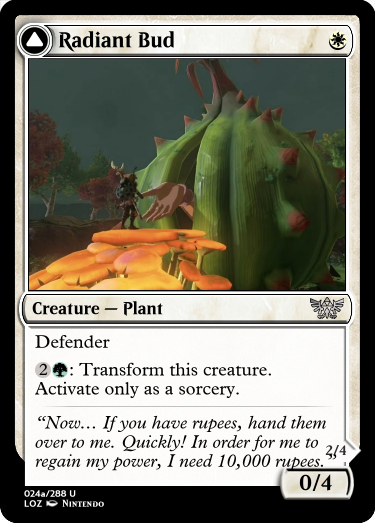 Radiant Bud
Creature — Plant
Defender
2: Transform this creature.
Activate only as a sorcery.
“Now… If you have rupees, hand them
over to me. Quickly! In order for me to
regain my power, I need 10,000 rupees.
2/4
0/4
024a/288 U
LOZ Nintendo